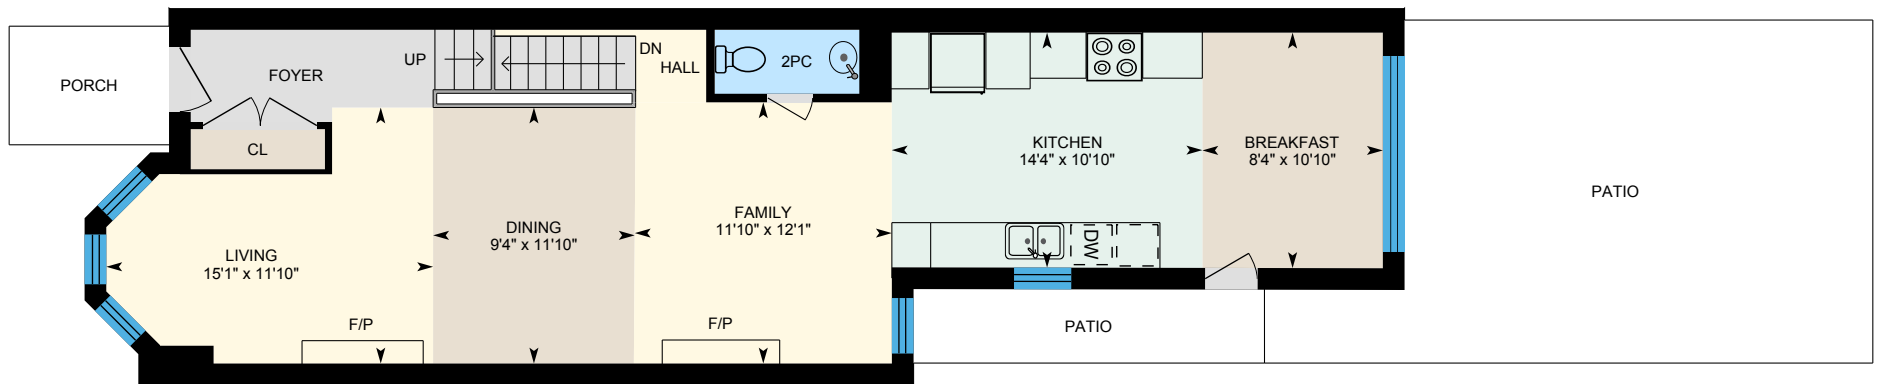 PORCH
FOYER
UP
DN
HALL
2PC
CL
LIVING
15'1" x 11'10"
F/P
DINING
9'4" x 11'10"
FAMILY
11'10" x 12'1"
F/P
KITCHEN
14'4" x 10'10"
DW
BREAKFAST
8'4" x 10'10"
PATIO
PATIO